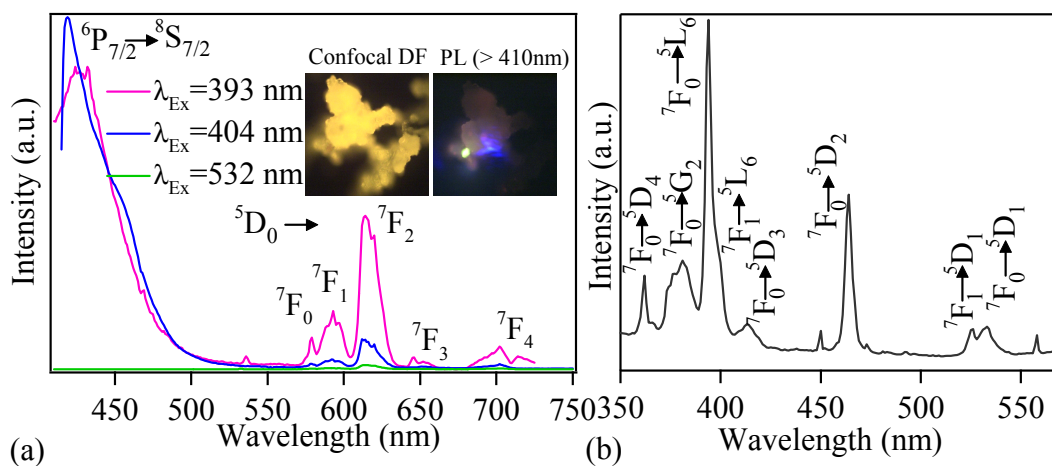 (a)
Intensity (a.u.)
⁶P₇/₂→⁸S₇/₂
λEx=393 nm
λEx=404 nm
λEx=532 nm
Confocal DF
PL (> 410nm)
⁵D₀ →
⁷F₀
⁷F₁
⁷F₂
⁷F₃
⁷F₄
450 500 550 600 650 700 750
Wavelength (nm)
(b)
Intensity (a.u.)
⁷F₀→⁵D₄
⁷F₀→⁵G₂
⁷F₀→⁵L₆
⁷F₁→⁵L₆
⁷F₀→⁵D₃
⁷F₀→⁵D₂
⁷F₁→⁵D₁
⁷F₀→⁵D₁
350 400 450 500 550
Wavelength (nm)